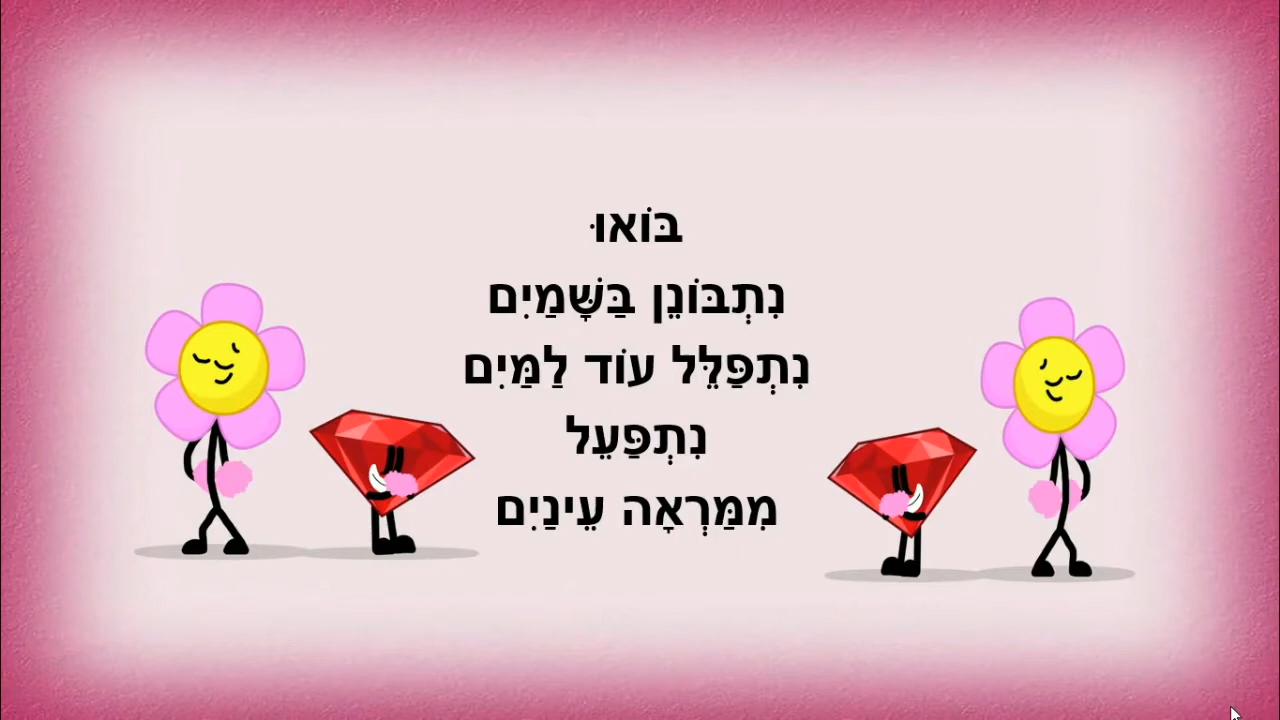 בּוֹאוּ
נִתְבּוֹנֵן בַּשָּׁמַיִם
נִתְפַּלֵּל עוֹד לַמַּיִם
נִתְפַּעֵל
מִמַּרְאָה עֵינַיִם